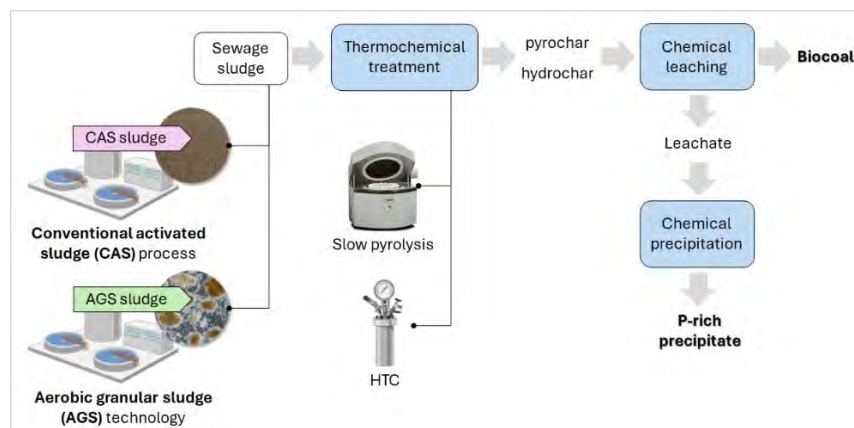 Sewage
sludge
Thermochemical
treatment
pyrochar
hydrochar
Chemical
leaching
Biocoal
CAS sludge
Conventional activated
sludge (CAS) process
AGS sludge
Aerobic granular sludge
(AGS) technology
Slow pyrolysis
HTC
Leachate
Chemical
precipitation
P-rich
precipitate